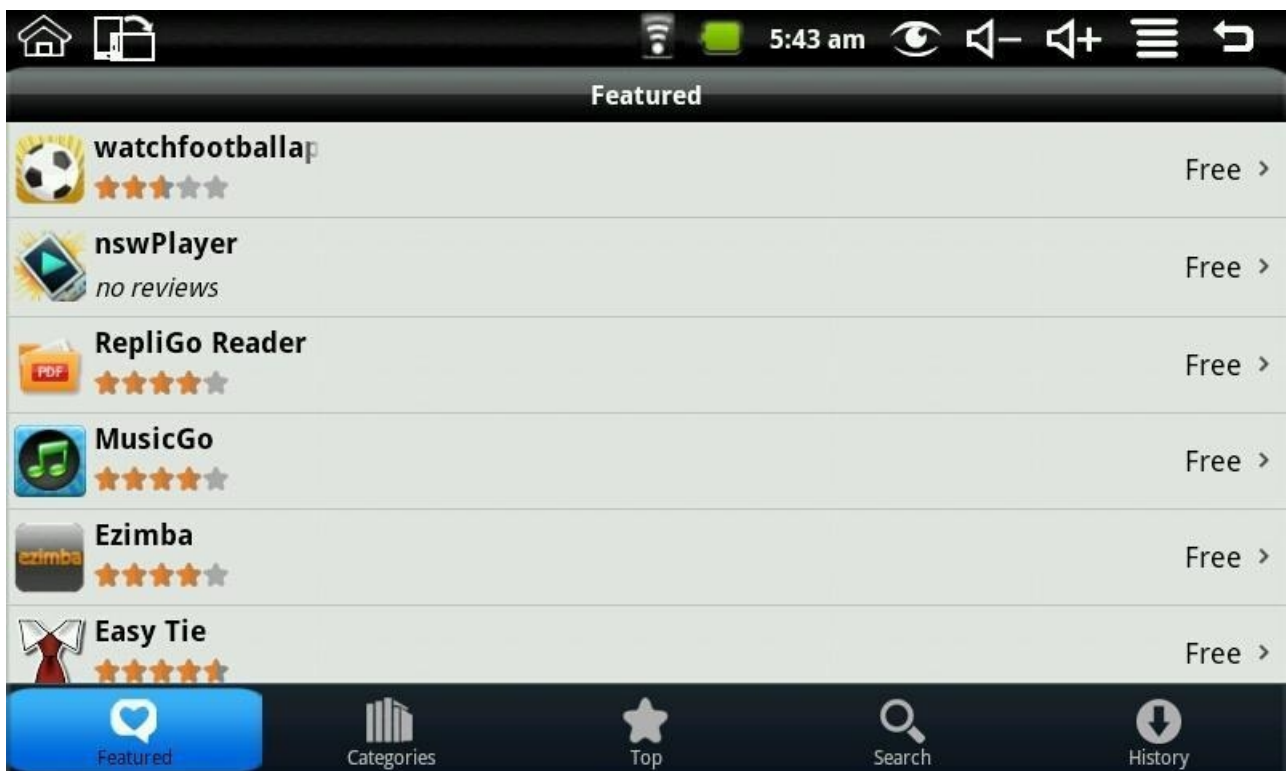 5:43 am
Featured
watchfootballap
Free
nswPlayer
no reviews
Free
PDF
RepliGo Reader
Free
MusicGo
Free
ezimba
Ezimba
Free
Easy Tie
Free
Featured
Categories
Top
Search
History